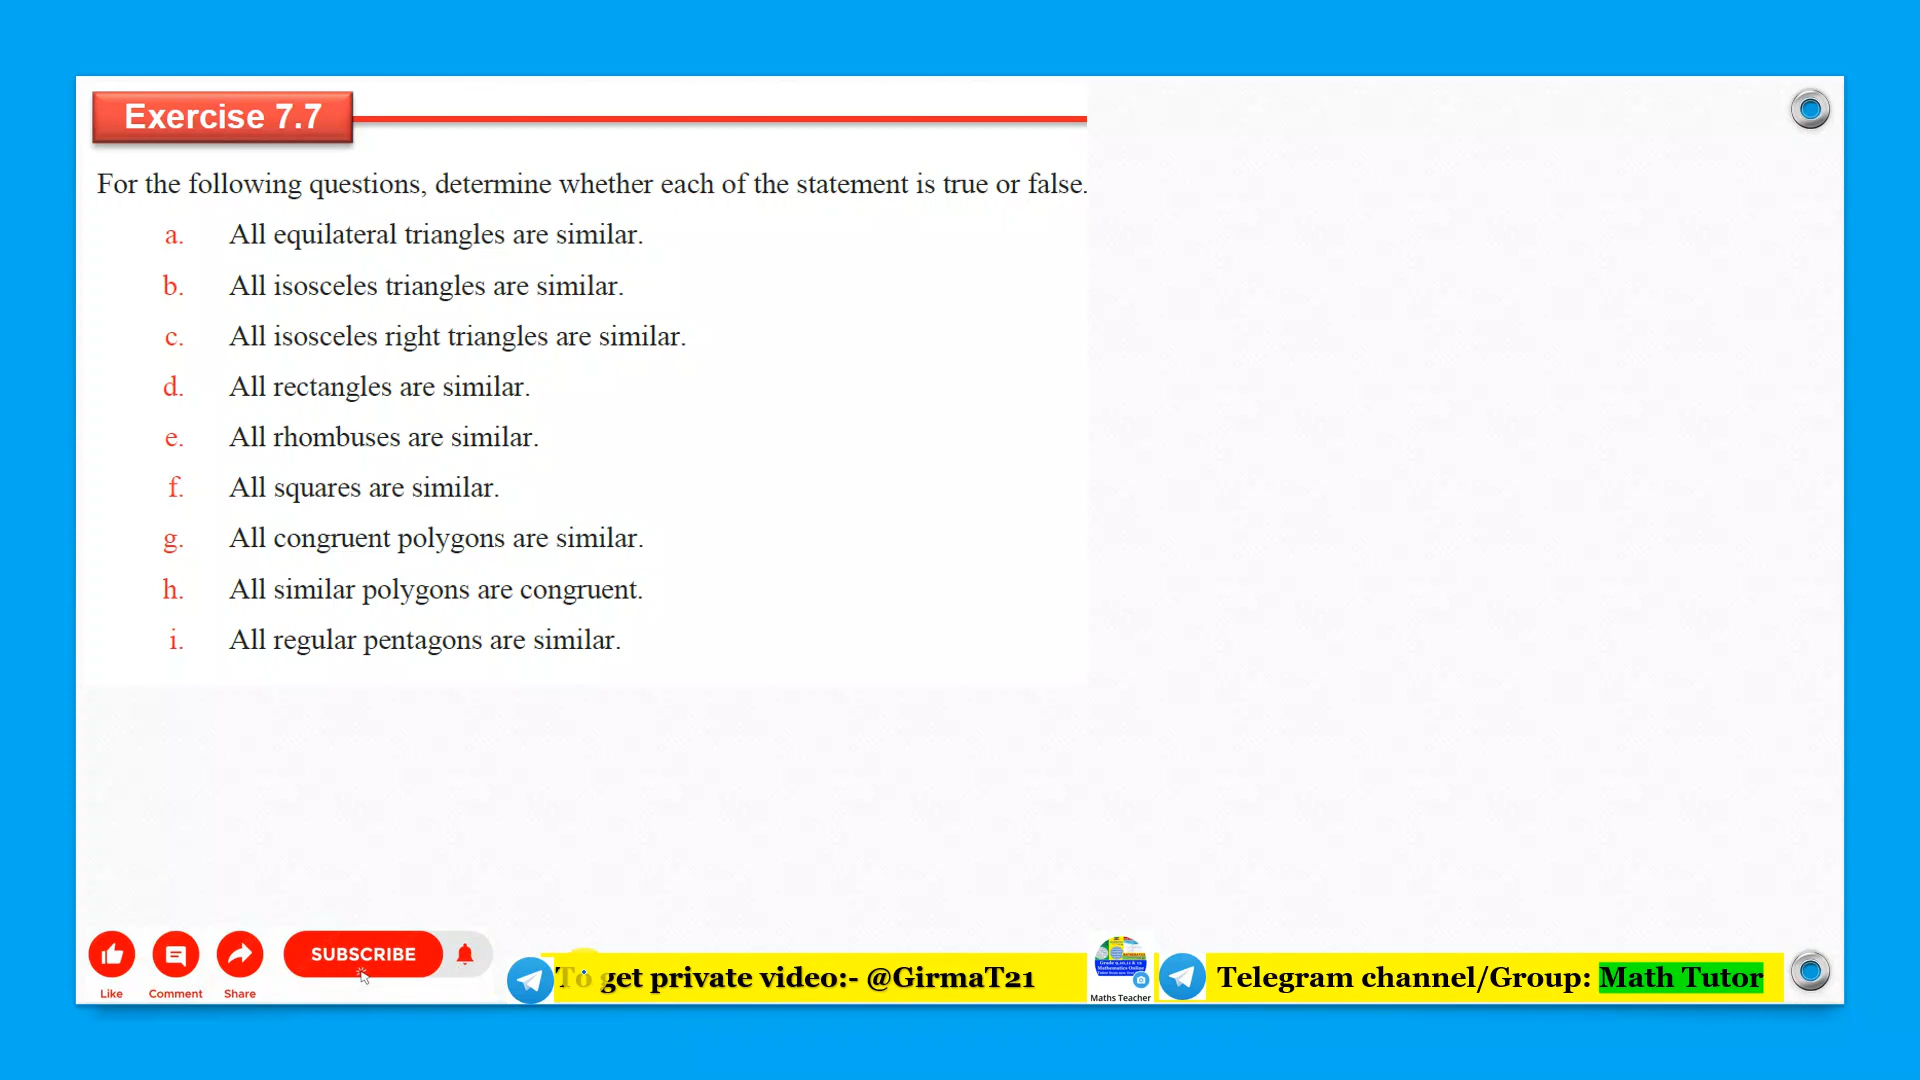 Exercise 7.7
For the following questions, determine whether each of the statement is true or false.
a. All equilateral triangles are similar.
b. All isosceles triangles are similar.
c. All isosceles right triangles are similar.
d. All rectangles are similar.
e. All rhombuses are similar.
f. All squares are similar.
g. All congruent polygons are similar.
h. All similar polygons are congruent.
i. All regular pentagons are similar.
SUBSCRIBE
Like Comment Share
To get private video:- @GirmaT21
Maths Teacher
Telegram channel/Group: Math Tutor